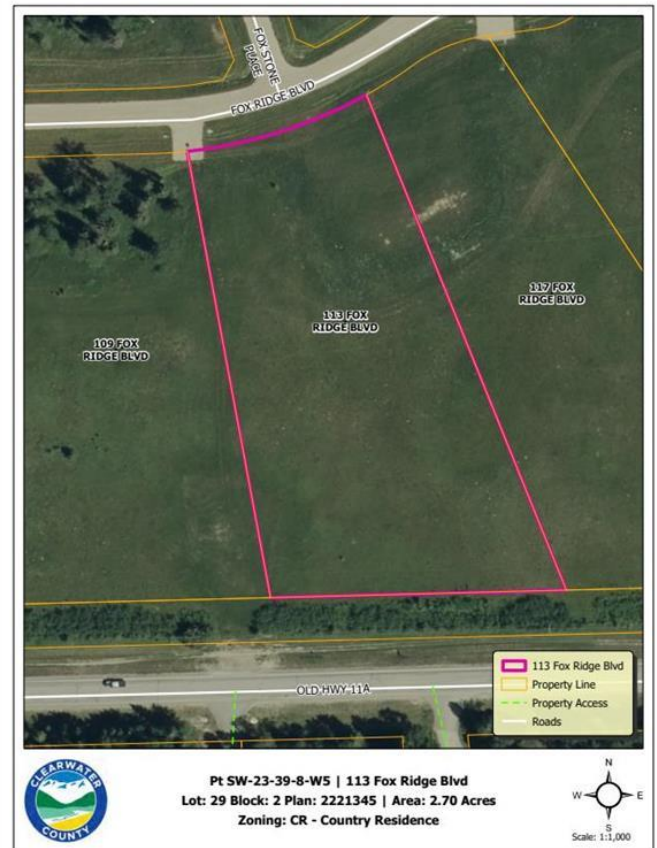 FOX STONE
PLACE
FOX RIDGE BLVD
109 FOX
RIDGE BLVD
113 FOX
RIDGE BLVD
117 FOX
RIDGE BLVD
OLD HWY 11A
113 Fox Ridge Blvd
Property Line
Property Access
Roads
CLEARWATER
COUNTY
Pt SW-23-39-8-W5 | 113 Fox Ridge Blvd
Lot: 29 Block: 2 Plan: 2221345 | Area: 2.70 Acres
Zoning: CR - Country Residence
N
W
E
S
Scale: 1:1,000